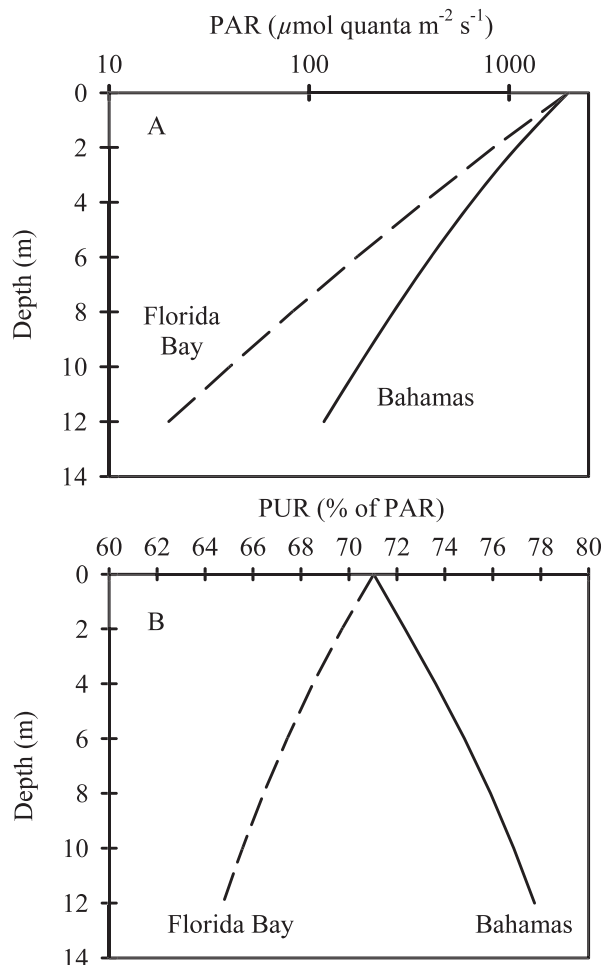 PAR (µmol quanta m-2 s-1)
10 100 1000
0
A
2
4
6
8
10
12
14
Depth (m)
Florida
Bay
Bahamas
PUR (% of PAR)
60 62 64 66 68 70 72 74 76 78 80
0
B
2
4
6
8
10
12
14
Depth (m)
Florida Bay Bahamas